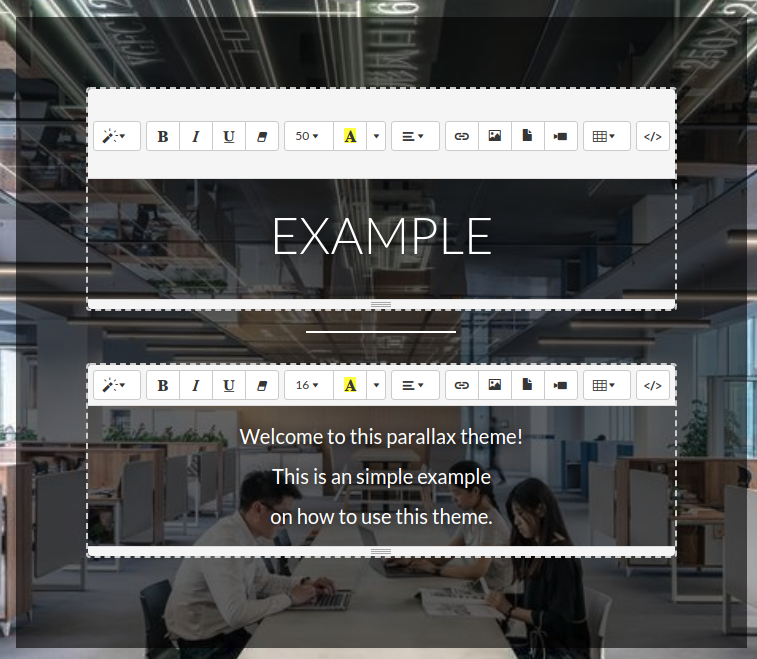 B I U 50 A </>
EXAMPLE
B I U 16 A </>
Welcome to this parallax theme!
This is an simple example
on how to use this theme.